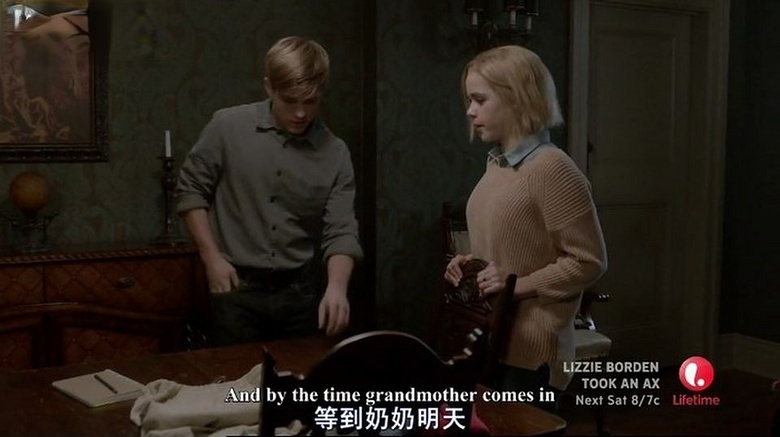 And by the time grandmother comes in
等到奶奶明天
LIZZIE BORDEN
TOOK AN AX
Next Sat 8/7c
Lifetime